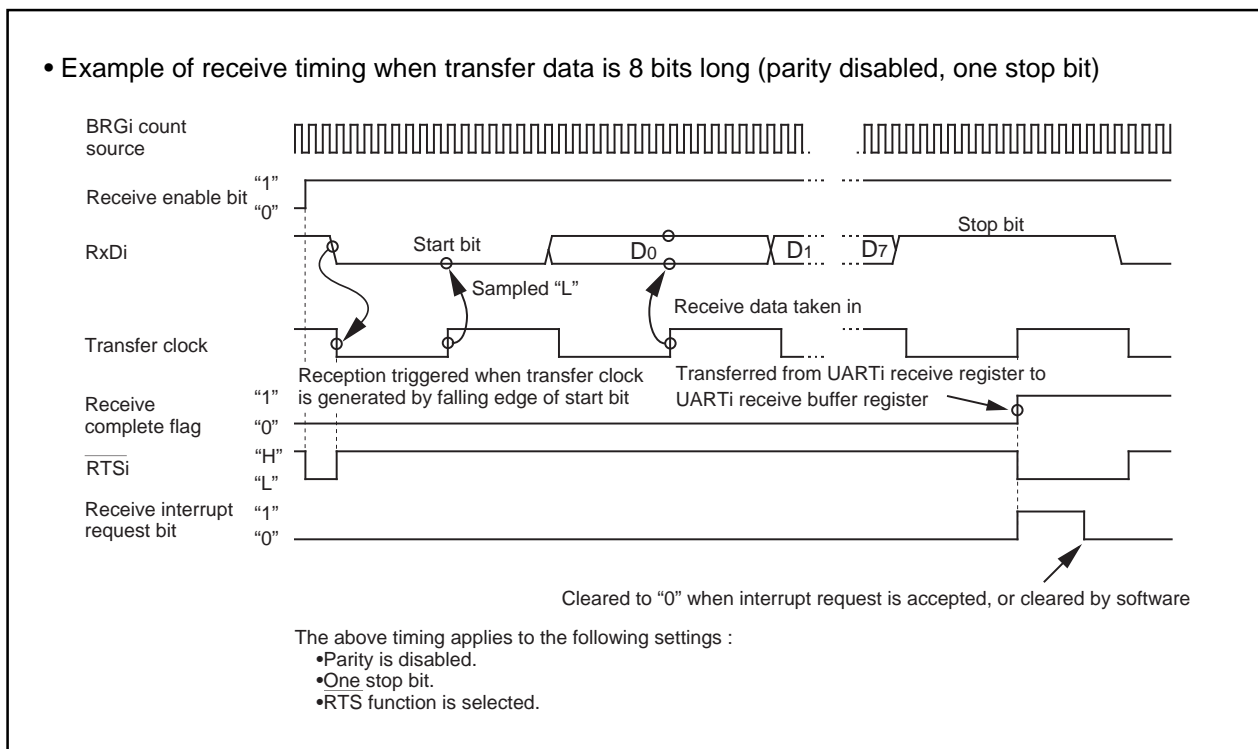 • Example of receive timing when transfer data is 8 bits long (parity disabled, one stop bit)
BRGi count
source
Receive enable bit
“1”
“0”
RxDi
Start bit
D0
D1
D7
Stop bit
Sampled “L”
Receive data taken in
Transfer clock
Reception triggered when transfer clock
is generated by falling edge of start bit
Transferred from UARTi receive register to
UARTi receive buffer register
Receive
complete flag
“1”
“0”
RTSi
“H”
“L”
Receive interrupt
request bit
“1”
“0”
Cleared to “0” when interrupt request is accepted, or cleared by software
The above timing applies to the following settings :
•Parity is disabled.
•One stop bit.
•RTS function is selected.